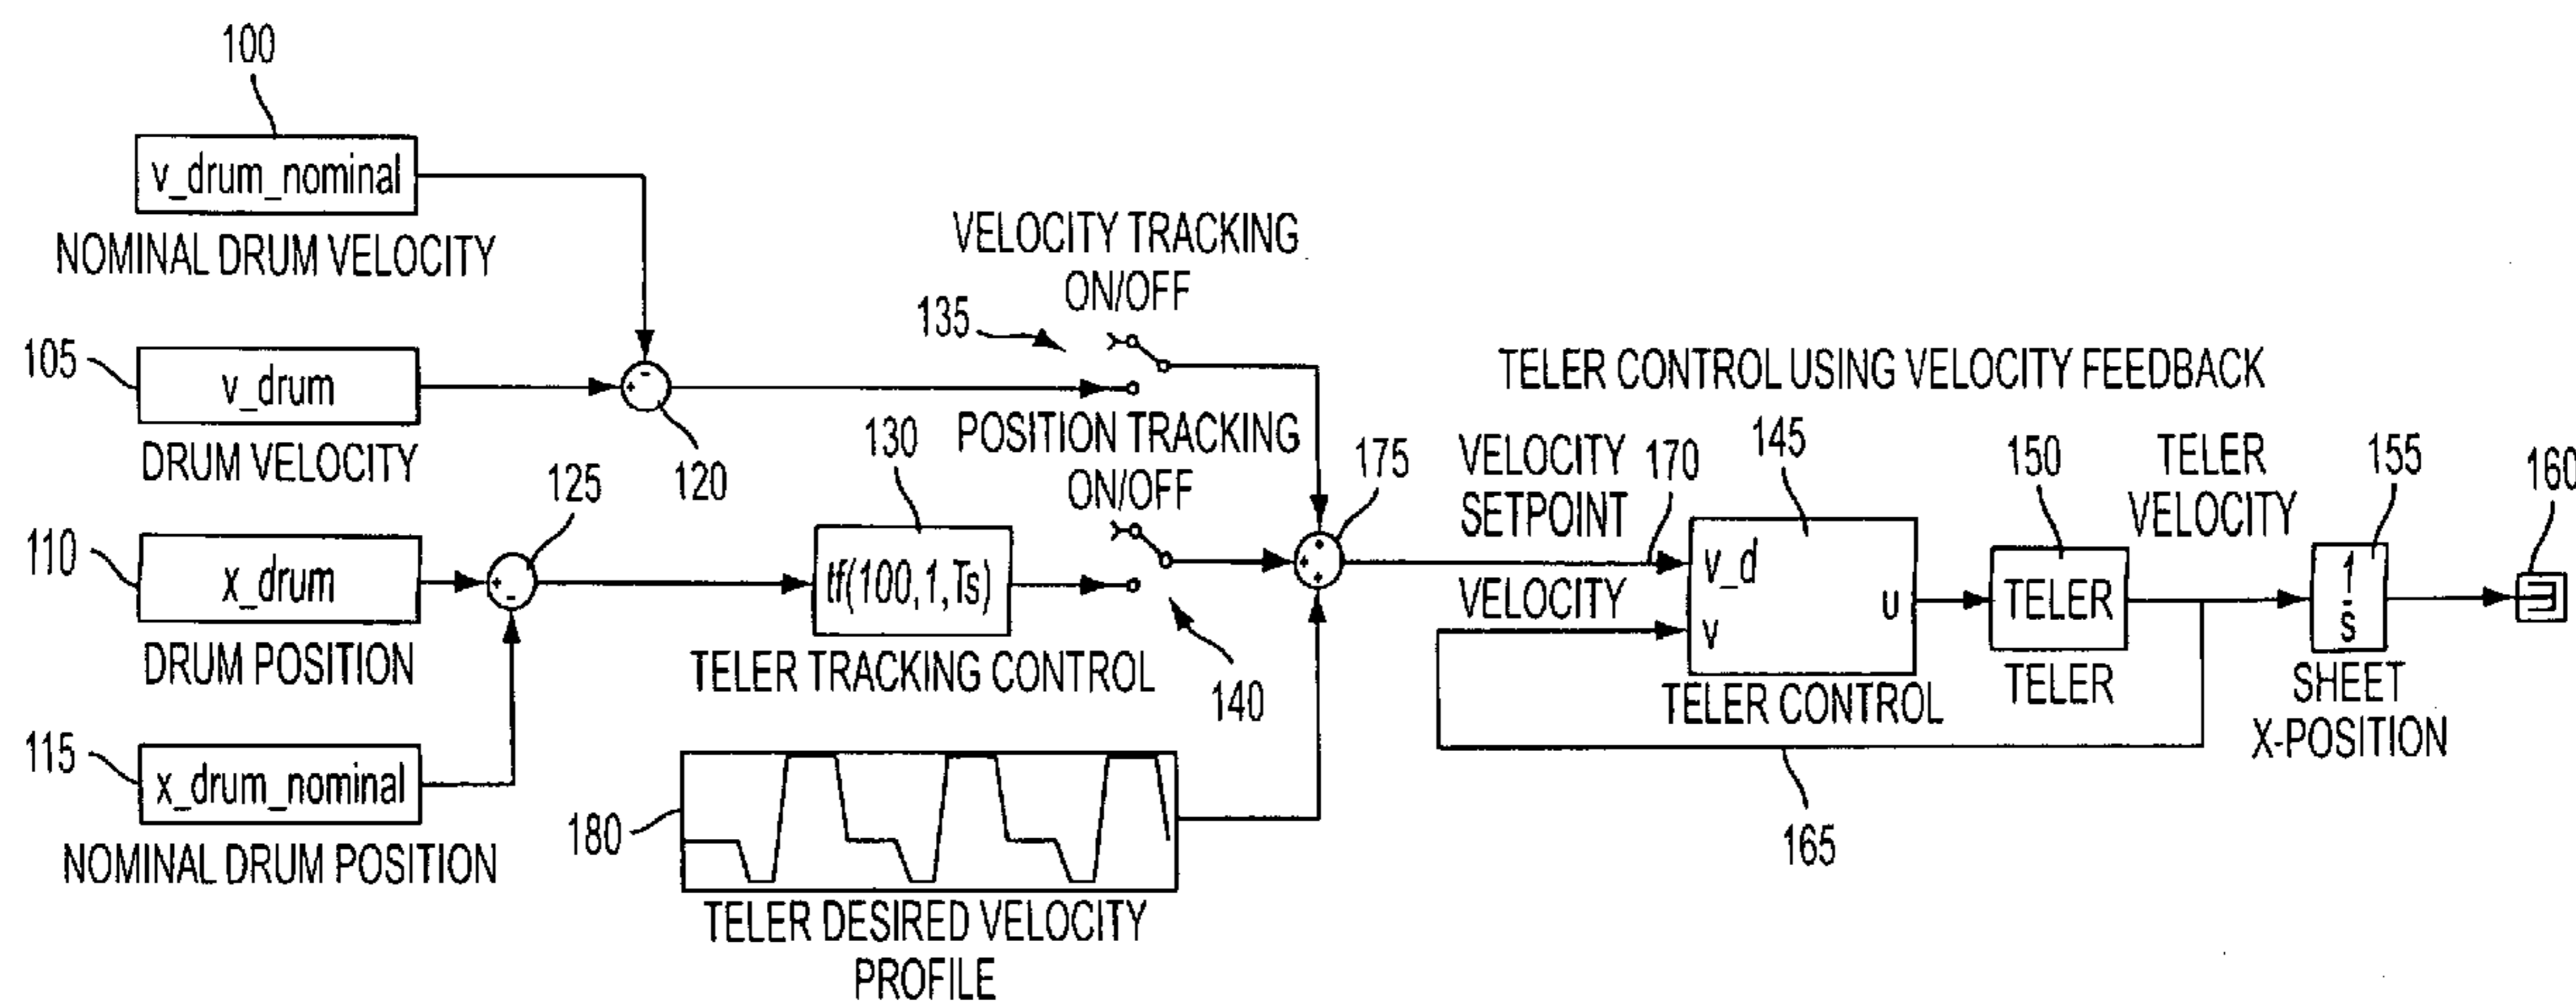 100
v_drum_nominal
NOMINAL DRUM VELOCITY
105
v_drum
DRUM VELOCITY
120
110
x_drum
DRUM POSITION
125
115
x_drum_nominal
NOMINAL DRUM POSITION
130
tf(100,1,Ts)
TELER TRACKING CONTROL
VELOCITY TRACKING
ON/OFF
135
POSITION TRACKING
ON/OFF
140
180
TELER DESIRED VELOCITY
PROFILE
175
TELER CONTROL USING VELOCITY FEEDBACK
VELOCITY
SETPOINT
170
VELOCITY
145
v_d
v
u
TELER CONTROL
150
TELER
TELER
TELER
VELOCITY
165
155
1
s
SHEET
X-POSITION
160